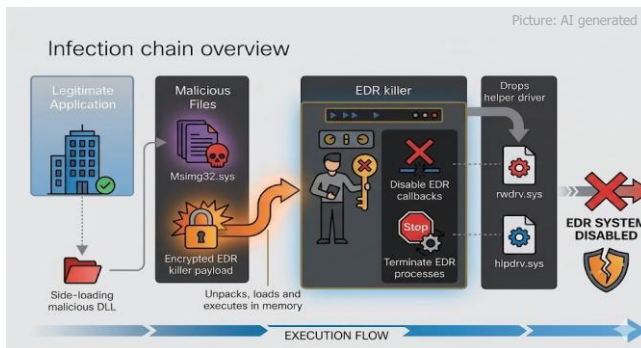 Picture: AI generated
Infection chain overview
Legitimate
Application
Side-loading
malicious DLL
Malicious
Files
Msimg32.sys
Encrypted EDR
killer payload
Unpacks, loads and
executes in memory
EDR killer
Disable EDR
callbacks
Stop
Terminate EDR
processes
Drops
helper driver
rwdrv.sys
hlpdrv.sys
EDR SYSTEM
DISABLED
EXECUTION FLOW